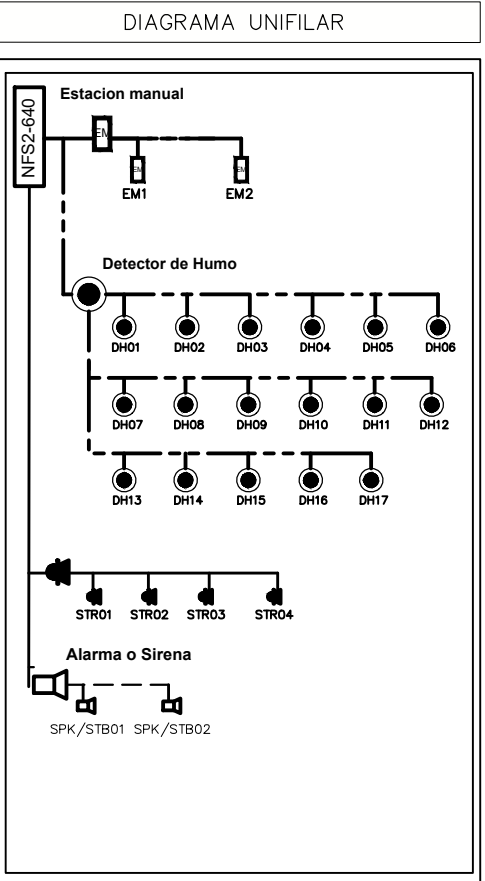 DIAGRAMA UNIFILAR
NFS2-640
Estacion manual
EM
EM
EM
EM1
EM2
Detector de Humo
DH01
DH02
DH03
DH04
DH05
DH06
DH07
DH08
DH09
DH10
DH11
DH12
DH13
DH14
DH15
DH16
DH17
STR01
STR02
STR03
STR04
Alarma o Sirena
SPK/STB01
SPK/STB02